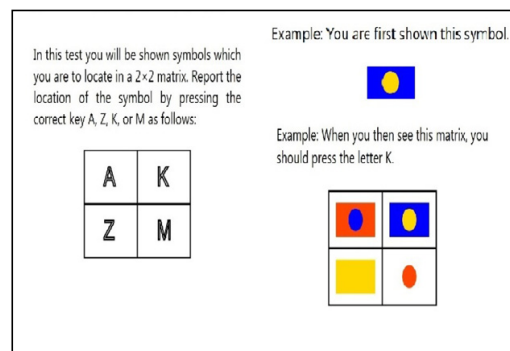 In this test you will be shown symbols which
you are to locate in a 2×2 matrix. Report the
location of the symbol by pressing the
correct key A, Z, K, or M as follows:
A K
Z M
Example: You are first shown this symbol.
Example: When you then see this matrix, you
should press the letter K.